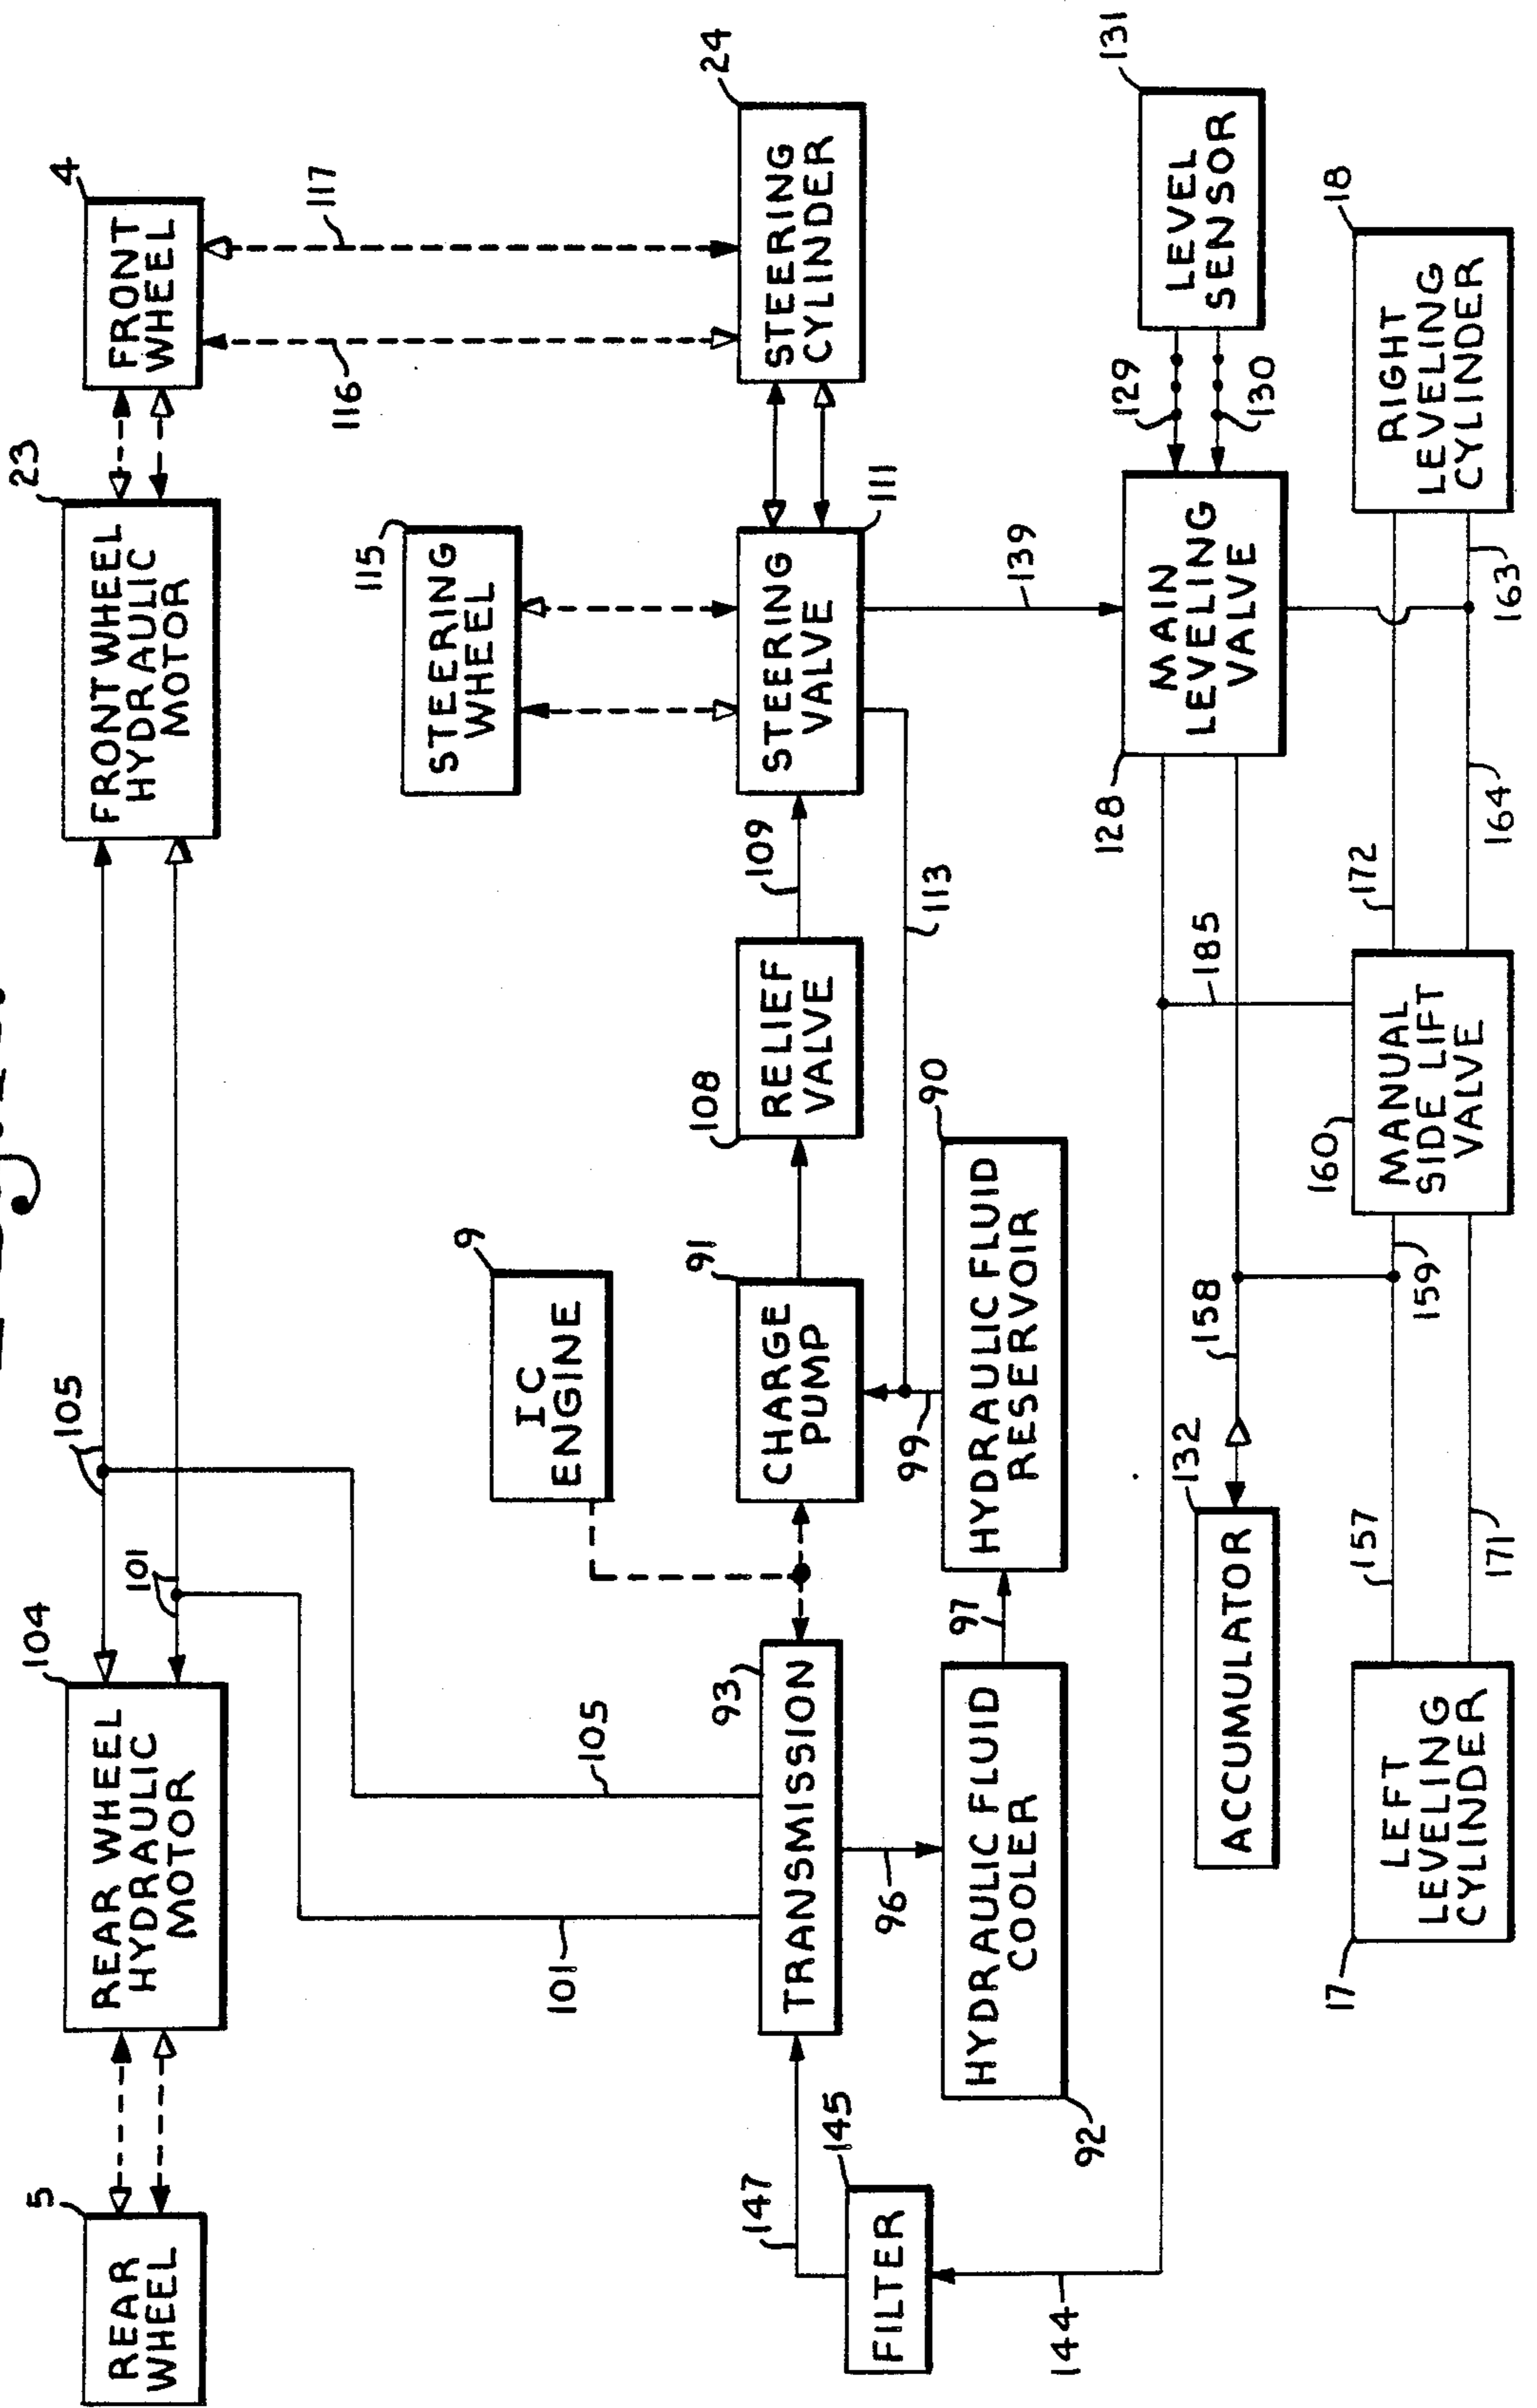 5
REAR
WHEEL
104
REAR WHEEL
HYDRAULIC
MOTOR
101
105
23
FRONT WHEEL
HYDRAULIC
MOTOR
4
FRONT
WHEEL
101
105
9
IC
ENGINE
115
STEERING
WHEEL
116
117
147
145
FILTER
93
TRANSMISSION
91
CHARGE
PUMP
108
RELIEF
VALVE
109
STEERING
VALVE
111
24
STEERING
CYLINDER
96
99
113
92
HYDRAULIC FLUID
COOLER
97
90
HYDRAULIC FLUID
RESERVOIR
139
144
128
MAIN
LEVELING
VALVE
129
130
131
LEVEL
SENSOR
132
ACCUMULATOR
158
185
17
LEFT
LEVELING
CYLINDER
157
171
159
160
MANUAL
SIDE LIFT
VALVE
172
164
163
18
RIGHT
LEVELING
CYLINDER